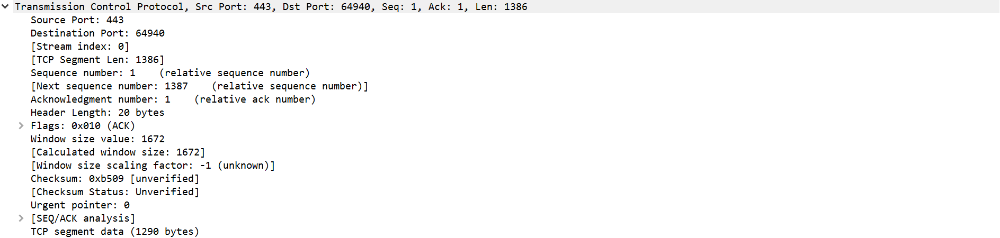 Transmission Control Protocol, Src Port: 443, Dst Port: 64940, Seq: 1, Ack: 1, Len: 1386
Source Port: 443
Destination Port: 64940
[Stream index: 0]
[TCP Segment Len: 1386]
Sequence number: 1    (relative sequence number)
[Next sequence number: 1387    (relative sequence number)]
Acknowledgment number: 1    (relative ack number)
Header Length: 20 bytes
Flags: 0x010 (ACK)
Window size value: 1672
[Calculated window size: 1672]
[Window size scaling factor: -1 (unknown)]
Checksum: 0xb509 [unverified]
[Checksum Status: Unverified]
Urgent pointer: 0
[SEQ/ACK analysis]
TCP segment data (1290 bytes)